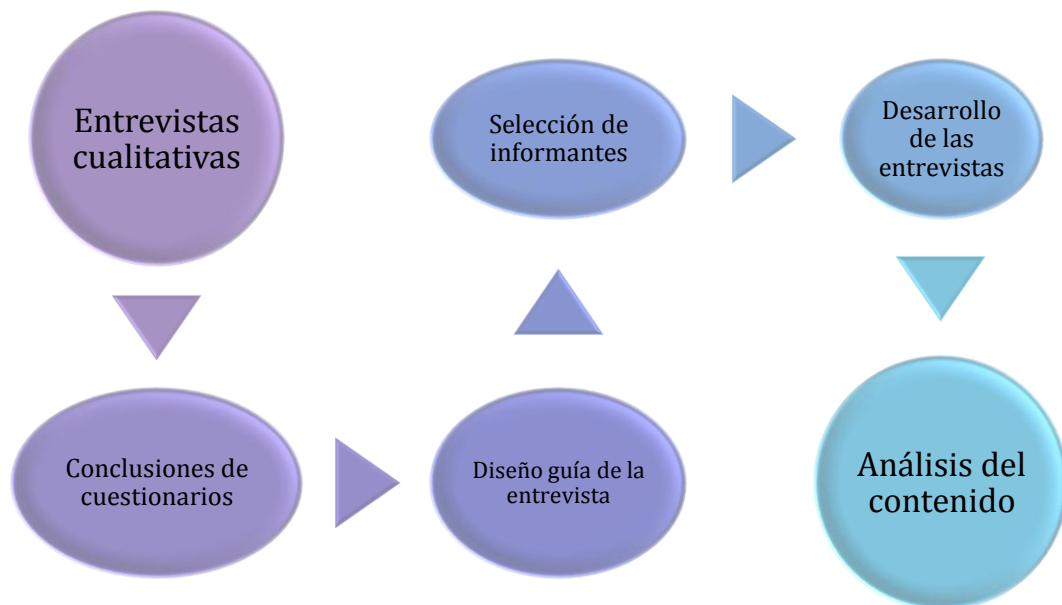 Entrevistas
cualitativas
Conclusiones de
cuestionarios
Diseño guía de la
entrevista
Selección de
informantes
Desarrollo
de las
entrevistas
Análisis del
contenido